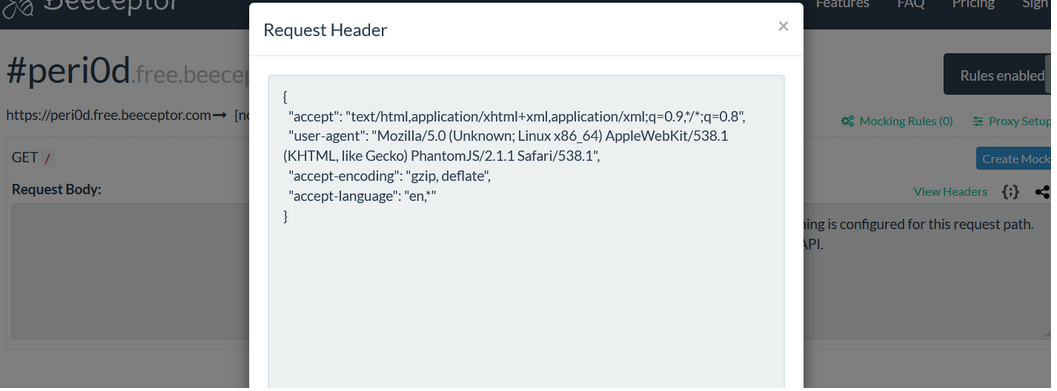 Beeceptor
Features FAQ Pricing Sign
Request Header
×
#peri0d.free.beecep
Rules enabled
https://peri0d.free.beeceptor.com→ {no
Mocking Rules (0) Proxy Setup
GET /
Create Mock
Request Body:
View Headers {;}
{
"accept": "text/html,application/xhtml+xml,application/xml;q=0.9,*/*;q=0.8",
"user-agent": "Mozilla/5.0 (Unknown; Linux x86_64) AppleWebKit/538.1
(KHTML, like Gecko) PhantomJS/2.1.1 Safari/538.1",
"accept-encoding": "gzip, deflate",
"accept-language": "en,*"
}
hing is configured for this request path.
API.